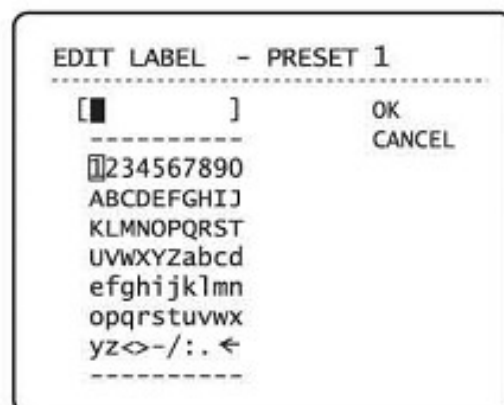 EDIT LABEL - PRESET 1
[█ ]
OK
CANCEL
1234567890
ABCDEFGHIJ
KLMNOPQRST
UVWXYZabcd
efghijklmn
opqrstuvwx
yz<>-/:.←